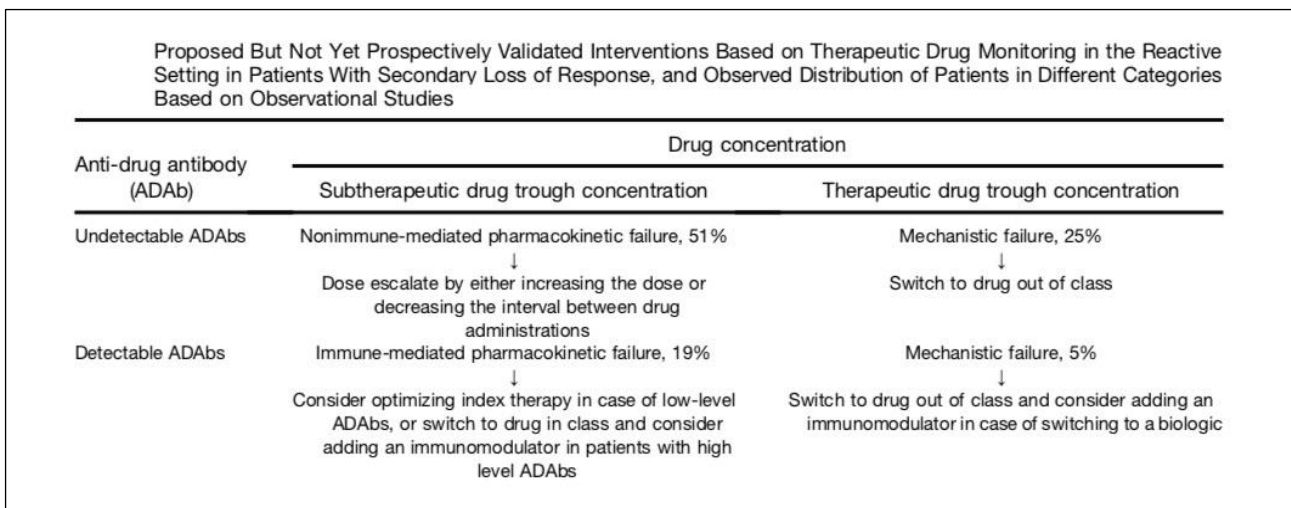 Proposed But Not Yet Prospectively Validated Interventions Based on Therapeutic Drug Monitoring in the Reactive
Setting in Patients With Secondary Loss of Response, and Observed Distribution of Patients in Different Categories
Based on Observational Studies
Drug concentration
Anti-drug antibody
(ADAb)
Subtherapeutic drug trough concentration
Therapeutic drug trough concentration
Undetectable ADAbs
Nonimmune-mediated pharmacokinetic failure, 51%
↓
Dose escalate by either increasing the dose or
decreasing the interval between drug
administrations
Mechanistic failure, 25%
↓
Switch to drug out of class
Detectable ADAbs
Immune-mediated pharmacokinetic failure, 19%
↓
Consider optimizing index therapy in case of low-level
ADAbs, or switch to drug in class and consider
adding an immunomodulator in patients with high
level ADAbs
Mechanistic failure, 5%
↓
Switch to drug out of class and consider adding an
immunomodulator in case of switching to a biologic